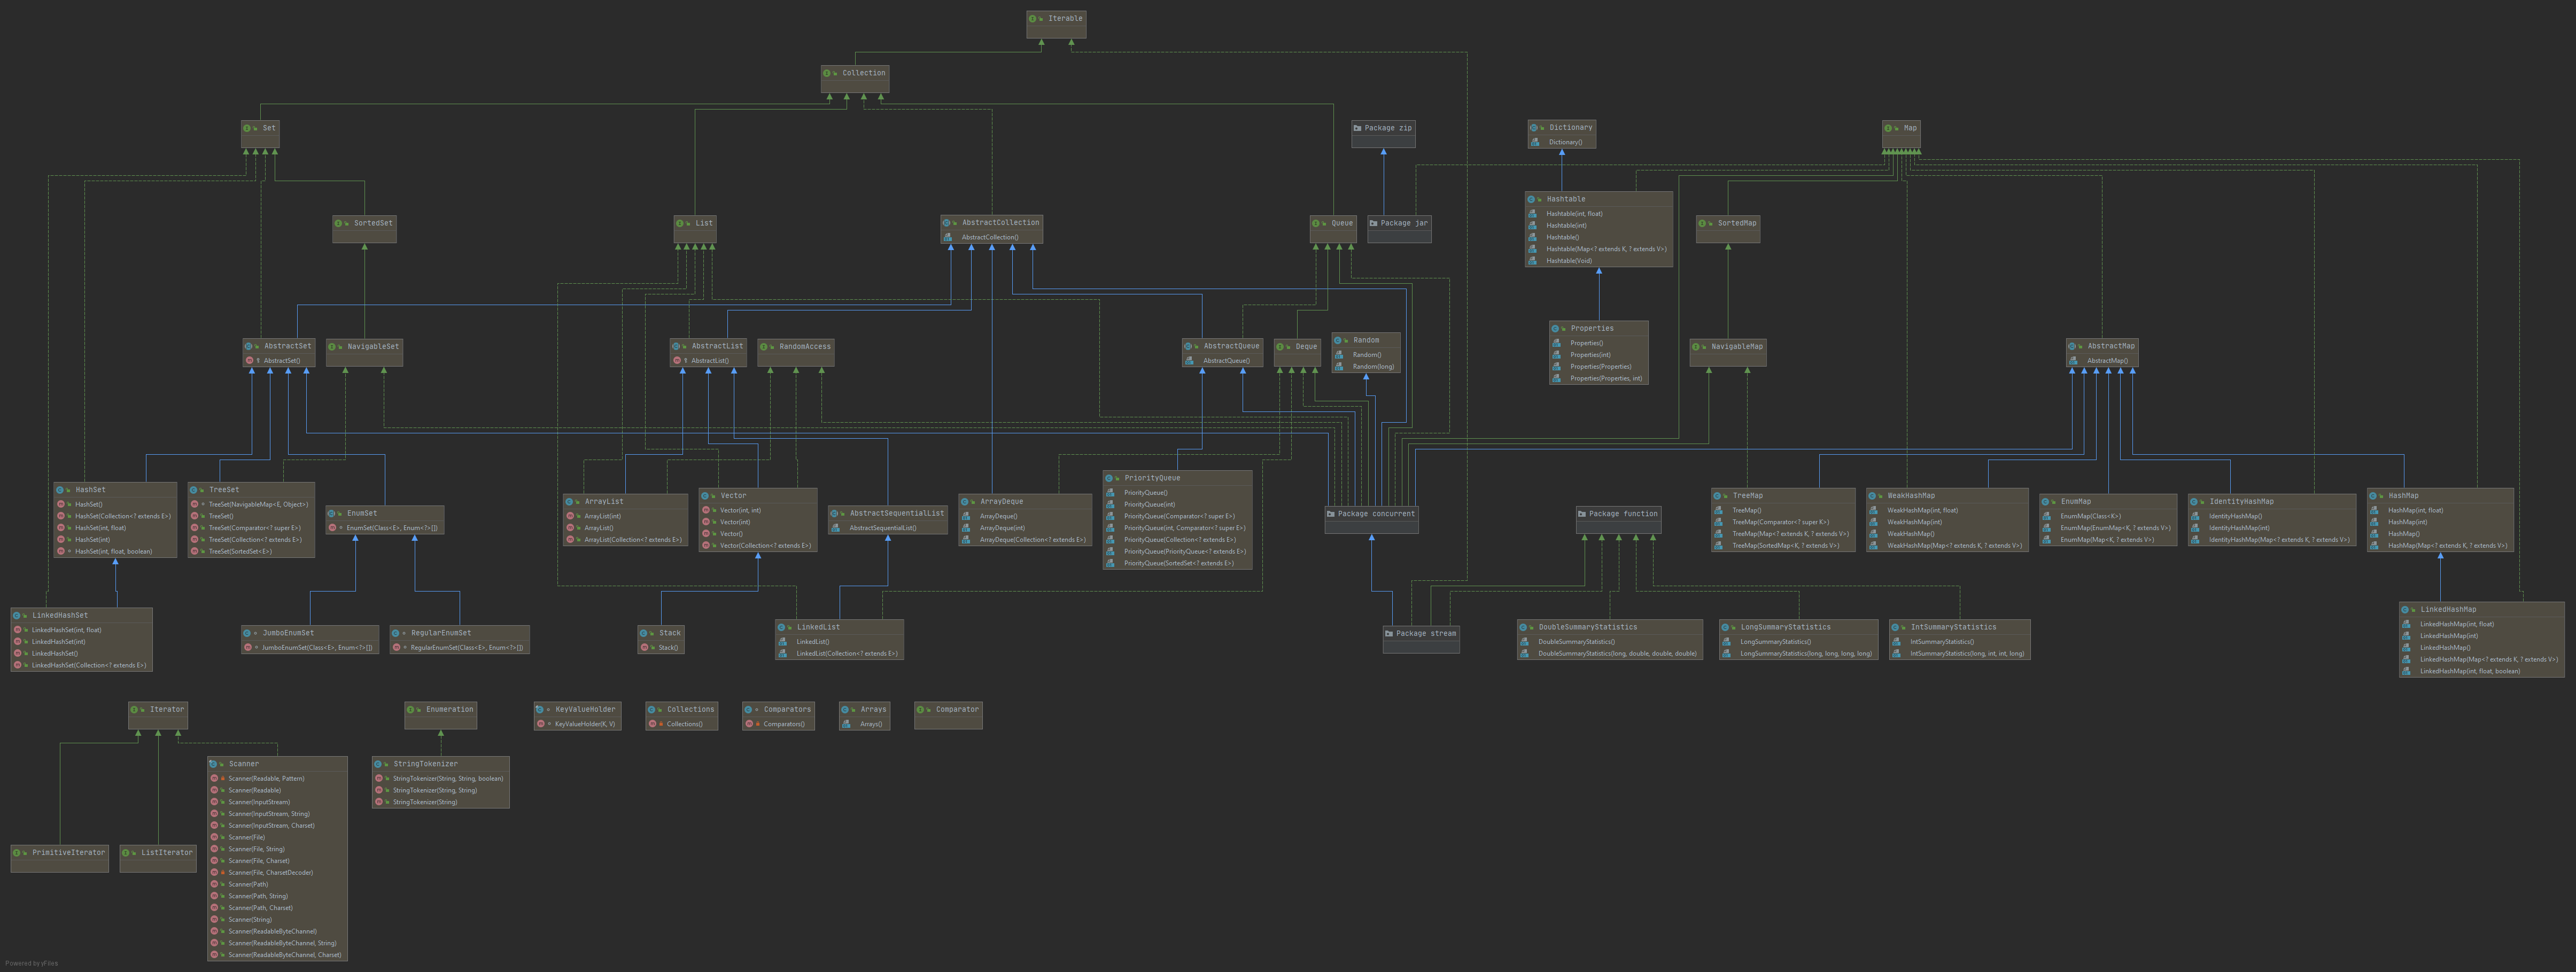 Iterable
Collection
Set
Package zip
Dictionary
Dictionary()
Map
SortedSet
List
AbstractCollection
AbstractCollection()
Queue
Package jar
Hashtable
Hashtable(int, float)
Hashtable(int)
Hashtable()
Hashtable(Map<? extends K, ? extends V>)
Hashtable(Void)
SortedMap
AbstractSet
AbstractSet()
NavigableSet
AbstractList
AbstractList()
RandomAccess
AbstractQueue
AbstractQueue()
Deque
Random
Random()
Random(long)
Properties
Properties()
Properties(int)
Properties(Properties)
Properties(Properties, int)
NavigableMap
AbstractMap
AbstractMap()
HashSet
HashSet()
HashSet(Collection<? extends E>)
HashSet(int, float)
HashSet(int)
HashSet(int, float, boolean)
TreeSet
TreeSet(NavigableMap<E, Object>)
TreeSet()
TreeSet(Comparator<? super E>)
TreeSet(Collection<? extends E>)
TreeSet(SortedSet<E>)
EnumSet
EnumSet(Class<E>, Enum<?>[])
ArrayList
ArrayList(int)
ArrayList()
ArrayList(Collection<? extends E>)
Vector
Vector(int, int)
Vector(int)
Vector()
Vector(Collection<? extends E>)
AbstractSequentialList
AbstractSequentialList()
ArrayDeque
ArrayDeque()
ArrayDeque(int)
ArrayDeque(Collection<? extends E>)
PriorityQueue
PriorityQueue()
PriorityQueue(int)
PriorityQueue(Comparator<? super E>)
PriorityQueue(int, Comparator<? super E>)
PriorityQueue(Collection<? extends E>)
PriorityQueue(PriorityQueue<? extends E>)
PriorityQueue(SortedSet<? extends E>)
Package concurrent
Package function
TreeMap
TreeMap()
TreeMap(Comparator<? super K>)
TreeMap(Map<? extends K, ? extends V>)
TreeMap(SortedMap<K, ? extends V>)
WeakHashMap
WeakHashMap(int, float)
WeakHashMap(int)
WeakHashMap()
WeakHashMap(Map<? extends K, ? extends V>)
EnumMap
EnumMap(Class<K>)
EnumMap(EnumMap<K, ? extends V>)
EnumMap(Map<K, ? extends V>)
IdentityHashMap
IdentityHashMap()
IdentityHashMap(int)
IdentityHashMap(Map<? extends K, ? extends V>)
HashMap
HashMap(int, float)
HashMap(int)
HashMap()
HashMap(Map<? extends K, ? extends V>)
LinkedHashSet
LinkedHashSet(int, float)
LinkedHashSet(int)
LinkedHashSet()
LinkedHashSet(Collection<? extends E>)
JumboEnumSet
JumboEnumSet(Class<E>, Enum<?>[])
RegularEnumSet
RegularEnumSet(Class<E>, Enum<?>[])
Stack
Stack()
LinkedList
LinkedList()
LinkedList(Collection<? extends E>)
Package stream
DoubleSummaryStatistics
DoubleSummaryStatistics()
DoubleSummaryStatistics(long, double, double, double)
LongSummaryStatistics
LongSummaryStatistics()
LongSummaryStatistics(long, long, long, long)
IntSummaryStatistics
IntSummaryStatistics()
IntSummaryStatistics(long, int, int, long)
LinkedHashMap
LinkedHashMap(int, float)
LinkedHashMap(int)
LinkedHashMap()
LinkedHashMap(Map<? extends K, ? extends V>)
LinkedHashMap(int, float, boolean)
Iterator
Enumeration
KeyValueHolder
KeyValueHolder(K, V)
Collections
Collections()
Comparators
Comparators()
Arrays
Arrays()
Comparator
Scanner
Scanner(Readable, Pattern)
Scanner(Readable)
Scanner(InputStream)
Scanner(InputStream, String)
Scanner(InputStream, Charset)
Scanner(File)
Scanner(File, String)
Scanner(File, Charset)
Scanner(File, CharsetDecoder)
Scanner(Path)
Scanner(Path, String)
Scanner(Path, Charset)
Scanner(String)
Scanner(ReadableByteChannel)
Scanner(ReadableByteChannel, String)
Scanner(ReadableByteChannel, Charset)
StringTokenizer
StringTokenizer(String, String, boolean)
StringTokenizer(String, String)
StringTokenizer(String)
PrimitiveIterator
ListIterator
Powered by yFiles